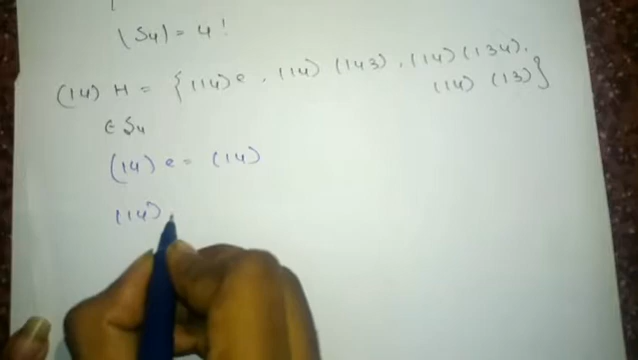 (S4) = 4!
(14) H = {(14)e, (14) (143), (14) (134),
(14) (13)}
∈ S4
(14) e = (14)
(14)